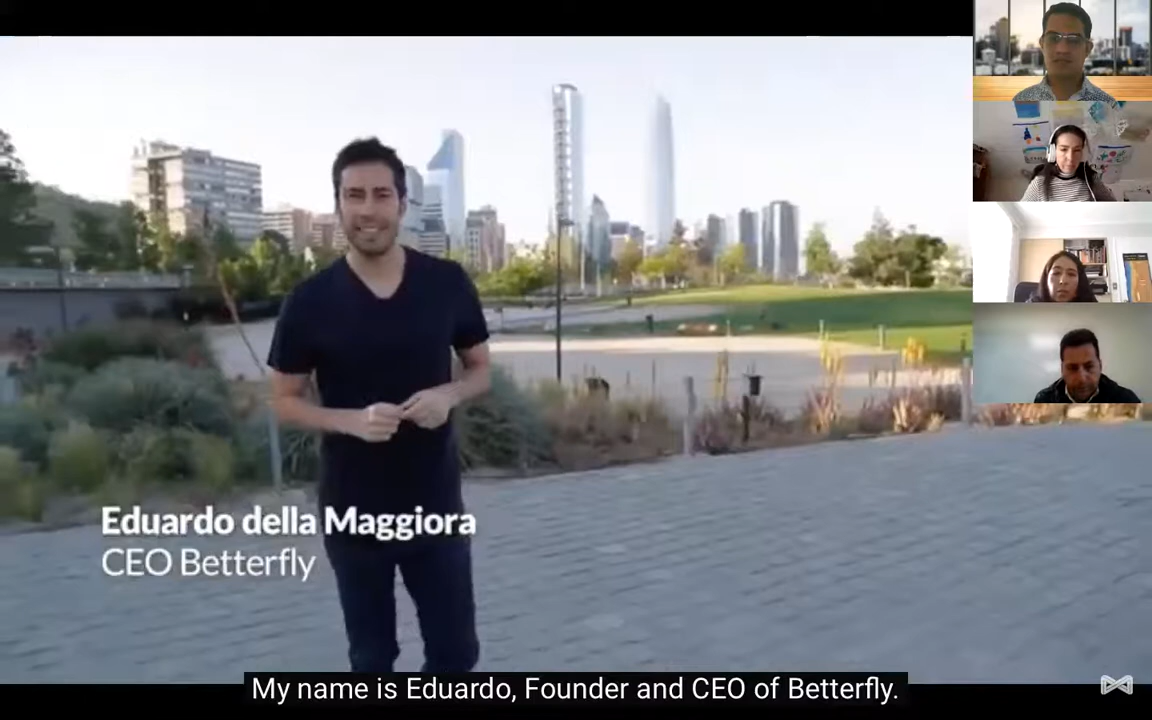 Eduardo della Maggiora
CEO Betterfly
My name is Eduardo, Founder and CEO of Betterfly.